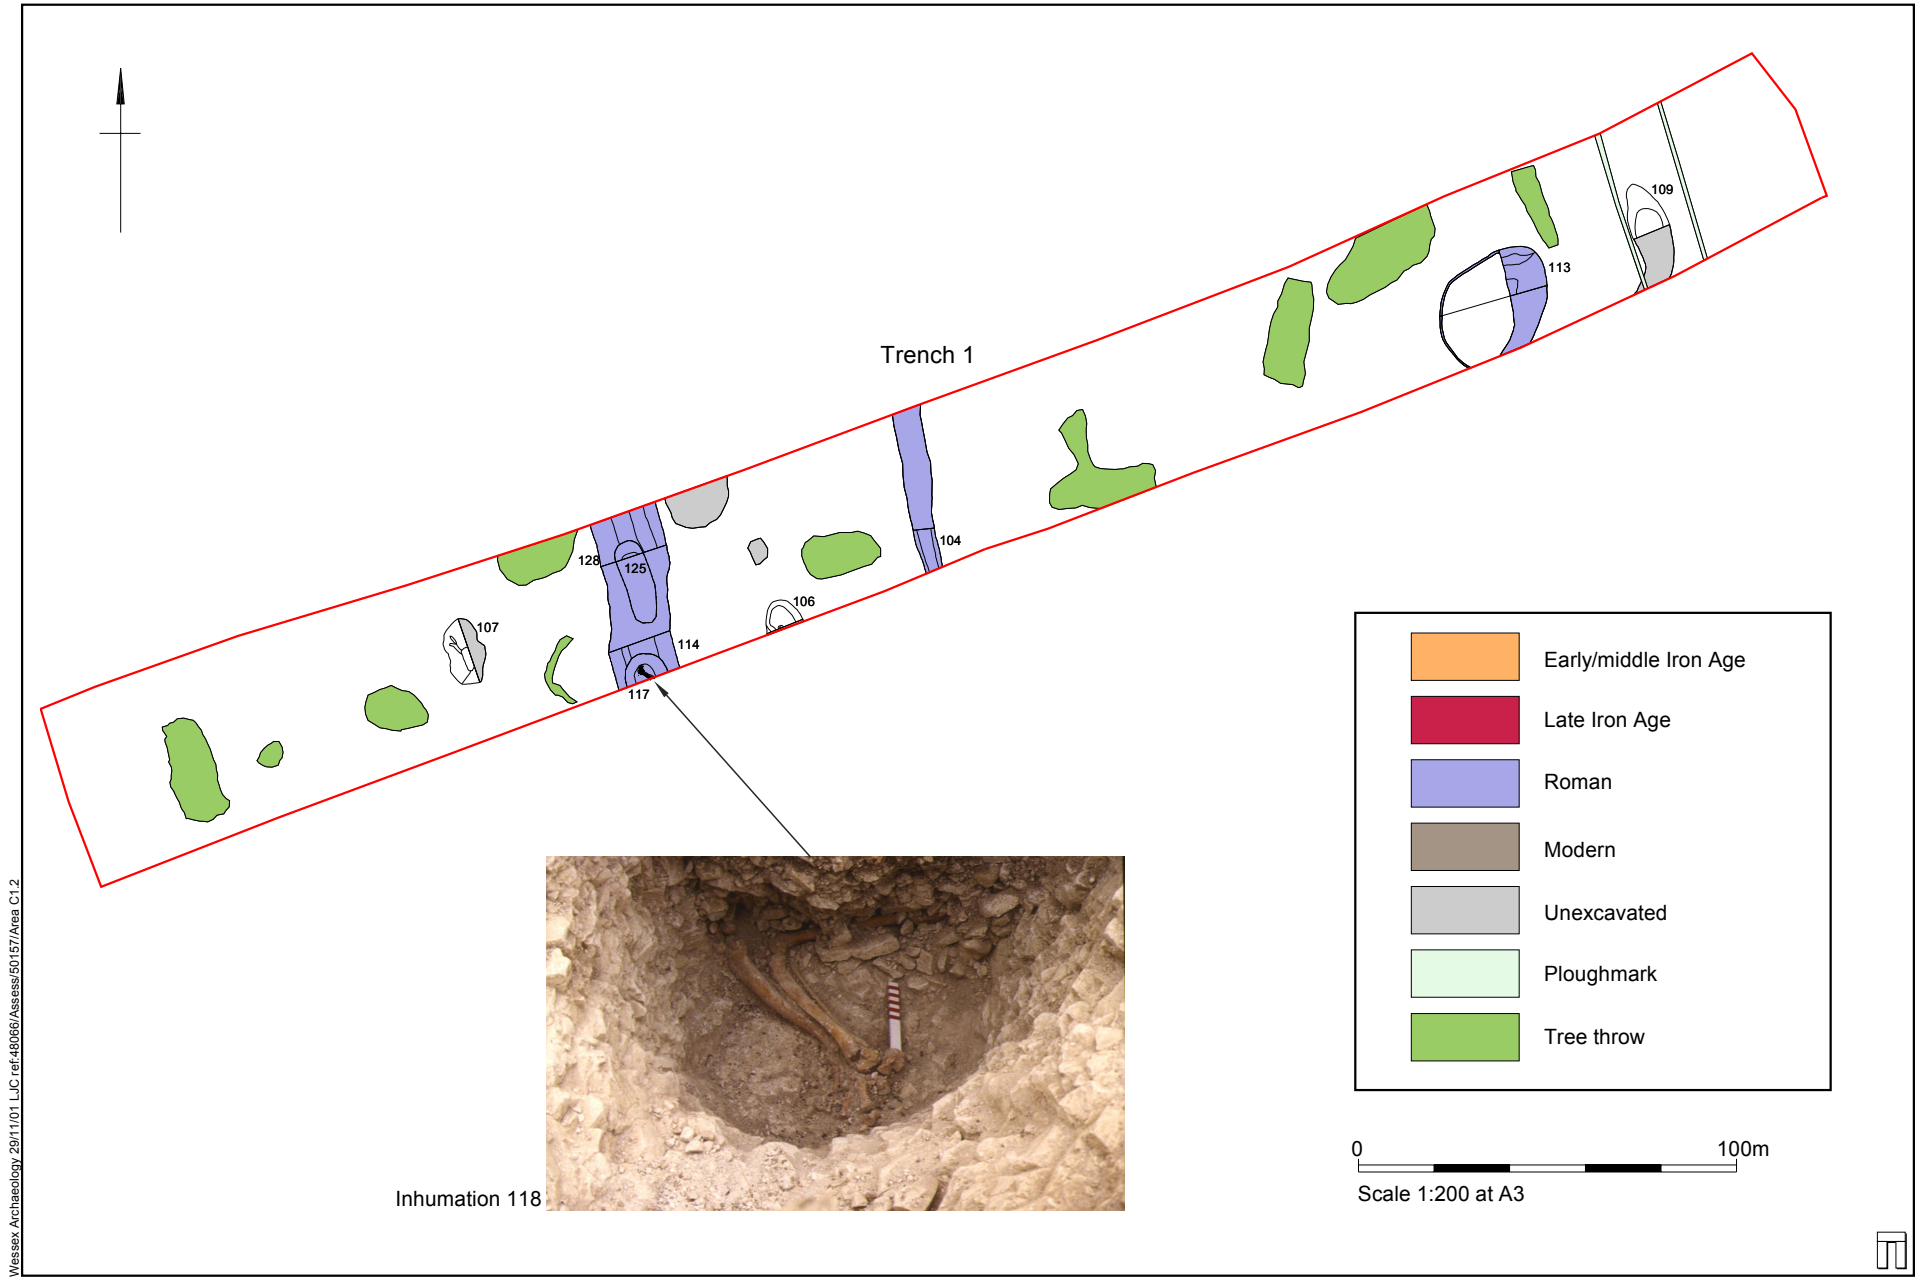 Trench 1
109
113
104
128
125
106
107
114
117
Early/middle Iron Age
Late Iron Age
Roman
Modern
Unexcavated
Ploughmark
Tree throw
0 100m
Scale 1:200 at A3
Inhumation 118
Wessex Archaeology 29/11/01 LJC ref:48066/Assess/50157/Area C1.2